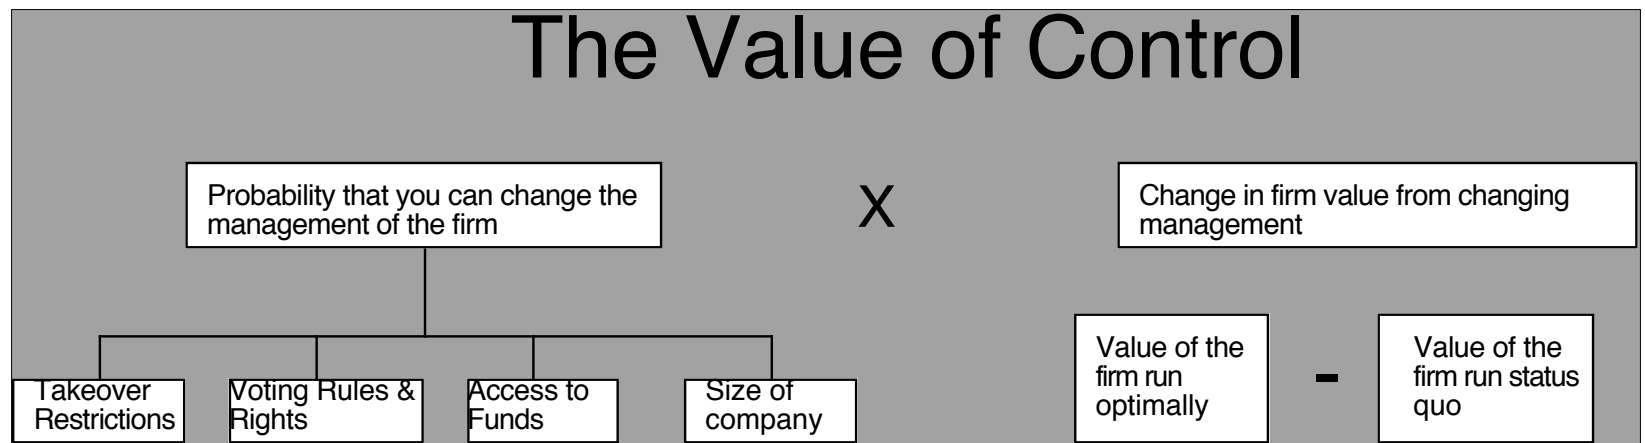 The Value of Control
Probability that you can change the
management of the firm
X
Change in firm value from changing
management
Takeover
Restrictions
Voting Rules &
Rights
Access to
Funds
Size of
company
Value of the
firm run
optimally
-
Value of the
firm run status
quo